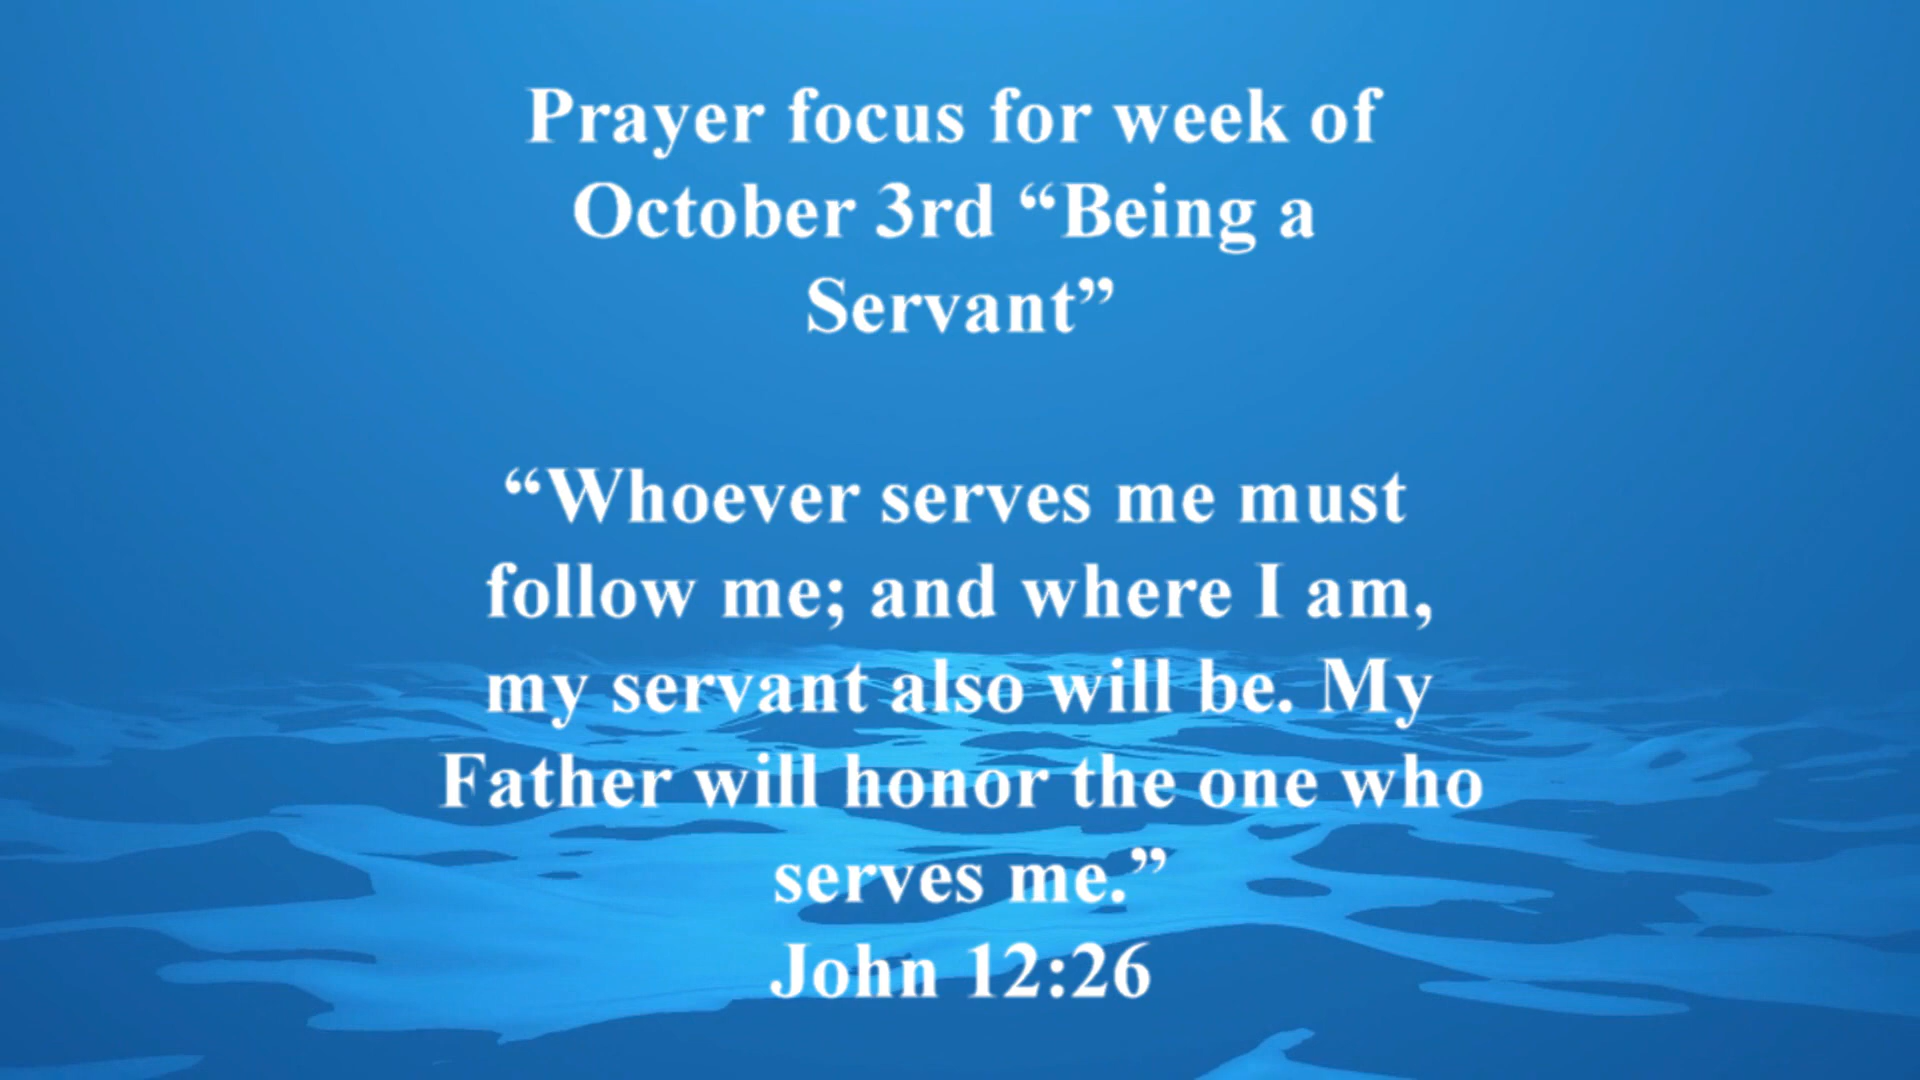 Prayer focus for week of
October 3rd “Being a
Servant”
“Whoever serves me must
follow me; and where I am,
my servant also will be. My
Father will honor the one who
serves me.”
John 12:26